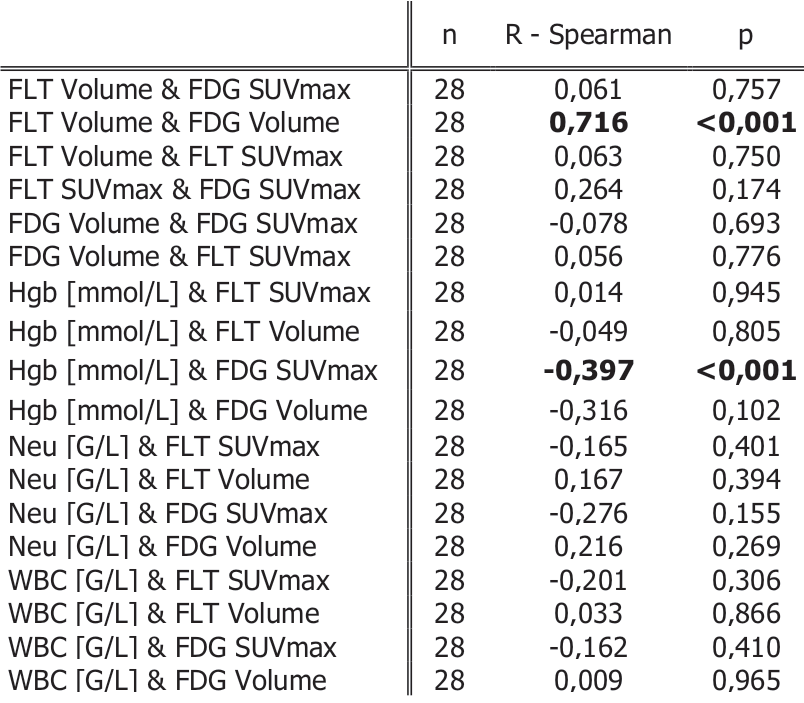 n R - Spearman p
FLT Volume & FDG SUVmax 28 0,061 0,757
FLT Volume & FDG Volume 28 0,716 <0,001
FLT Volume & FLT SUVmax 28 0,063 0,750
FLT SUVmax & FDG SUVmax 28 0,264 0,174
FDG Volume & FDG SUVmax 28 -0,078 0,693
FDG Volume & FLT SUVmax 28 0,056 0,776
Hgb [mmol/L] & FLT SUVmax 28 0,014 0,945
Hgb [mmol/L] & FLT Volume 28 -0,049 0,805
Hgb [mmol/L] & FDG SUVmax 28 -0,397 <0,001
Hgb [mmol/L] & FDG Volume 28 -0,316 0,102
Neu [G/L] & FLT SUVmax 28 -0,165 0,401
Neu [G/L] & FLT Volume 28 0,167 0,394
Neu [G/L] & FDG SUVmax 28 -0,276 0,155
Neu [G/L] & FDG Volume 28 0,216 0,269
WBC [G/L] & FLT SUVmax 28 -0,201 0,306
WBC [G/L] & FLT Volume 28 0,033 0,866
WBC [G/L] & FDG SUVmax 28 -0,162 0,410
WBC [G/L] & FDG Volume 28 0,009 0,965